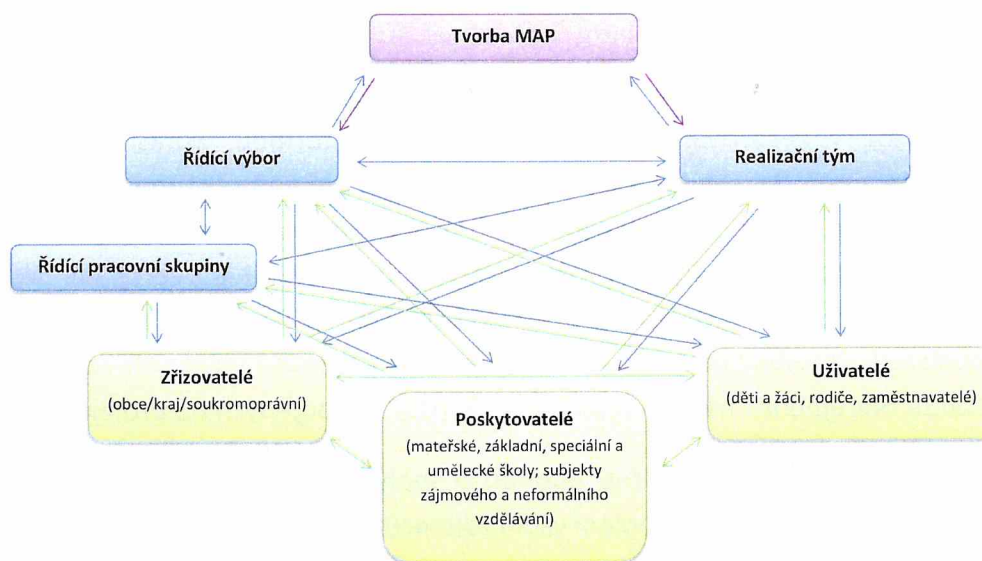 Tvorba MAP
Řídící výbor
Realizační tým
Řídící pracovní skupiny
Zřizovatelé
(obce/kraj/soukromoprávní)
Poskytovatelé
(mateřské, základní, speciální a
umělecké školy; subjekty
zájmového a neformálního
vzdělávání)
Uživatelé
(děti a žáci, rodiče, zaměstnavatelé)